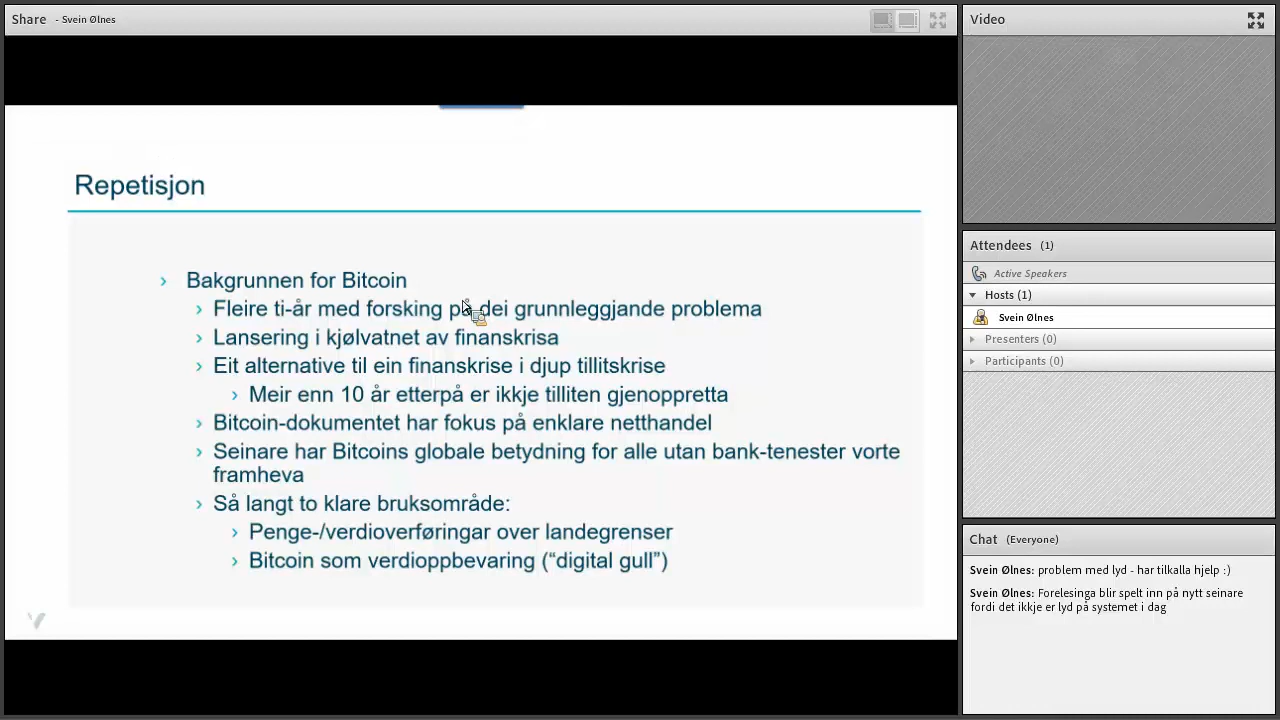 Share - Svein Ølnes
Repetisjon
› Bakgrunnen for Bitcoin
› Fleire ti-år med forsking på dei grunnleggjande problema
› Lansering i kjølvatnet av finanskrisa
› Eit alternative til ein finanskrise i djup tillitskrise
› Meir enn 10 år etterpå er ikkje tilliten gjenoppretta
› Bitcoin-dokumentet har fokus på enklare netthandel
› Seinare har Bitcoins globale betydning for alle utan bank-tenester vorte
framheva
› Så langt to klare bruksområde:
› Penge-/verdioverføringar over landegrenser
› Bitcoin som verdioppbevaring (“digital gull”)
Video
Attendees (1)
Active Speakers
Hosts (1)
Svein Ølnes
Presenters (0)
Participants (0)
Chat (Everyone)
Svein Ølnes: problem med lyd - har tilkalla hjelp :)
Svein Ølnes: Forelesinga blir spelt inn på nytt seinare
fordi det ikkje er lyd på systemet i dag